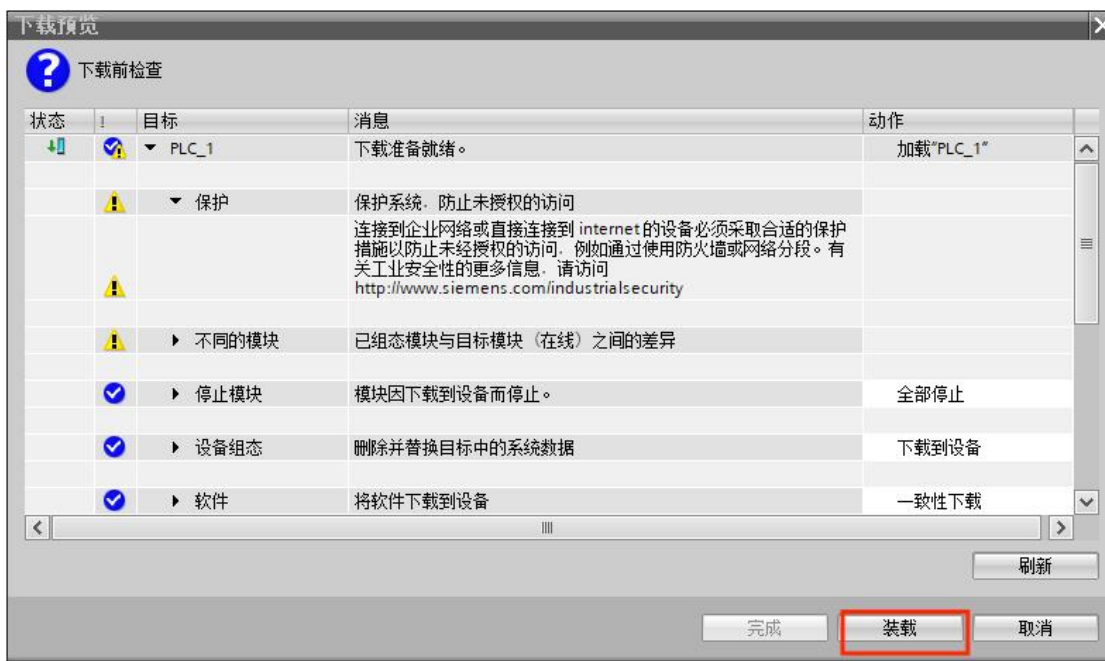 下载预览
下载前检查
状态 ! 目标 消息 动作
PLC_1 下载准备就绪。 加载"PLC_1"
保护 保护系统，防止未授权的访问
连接到企业网络或直接连接到 internet 的设备必须采取合适的保护
措施以防止未经授权的访问，例如通过使用防火墙或网络分段。有
关工业安全性的更多信息，请访问
http://www.siemens.com/industrialsecurity
不同的模块 已组态模块与目标模块（在线）之间的差异
停止模块 模块因下载到设备而停止。 全部停止
设备组态 删除并替换目标中的系统数据 下载到设备
软件 将软件下载到设备 一致性下载
刷新
完成 装载 取消